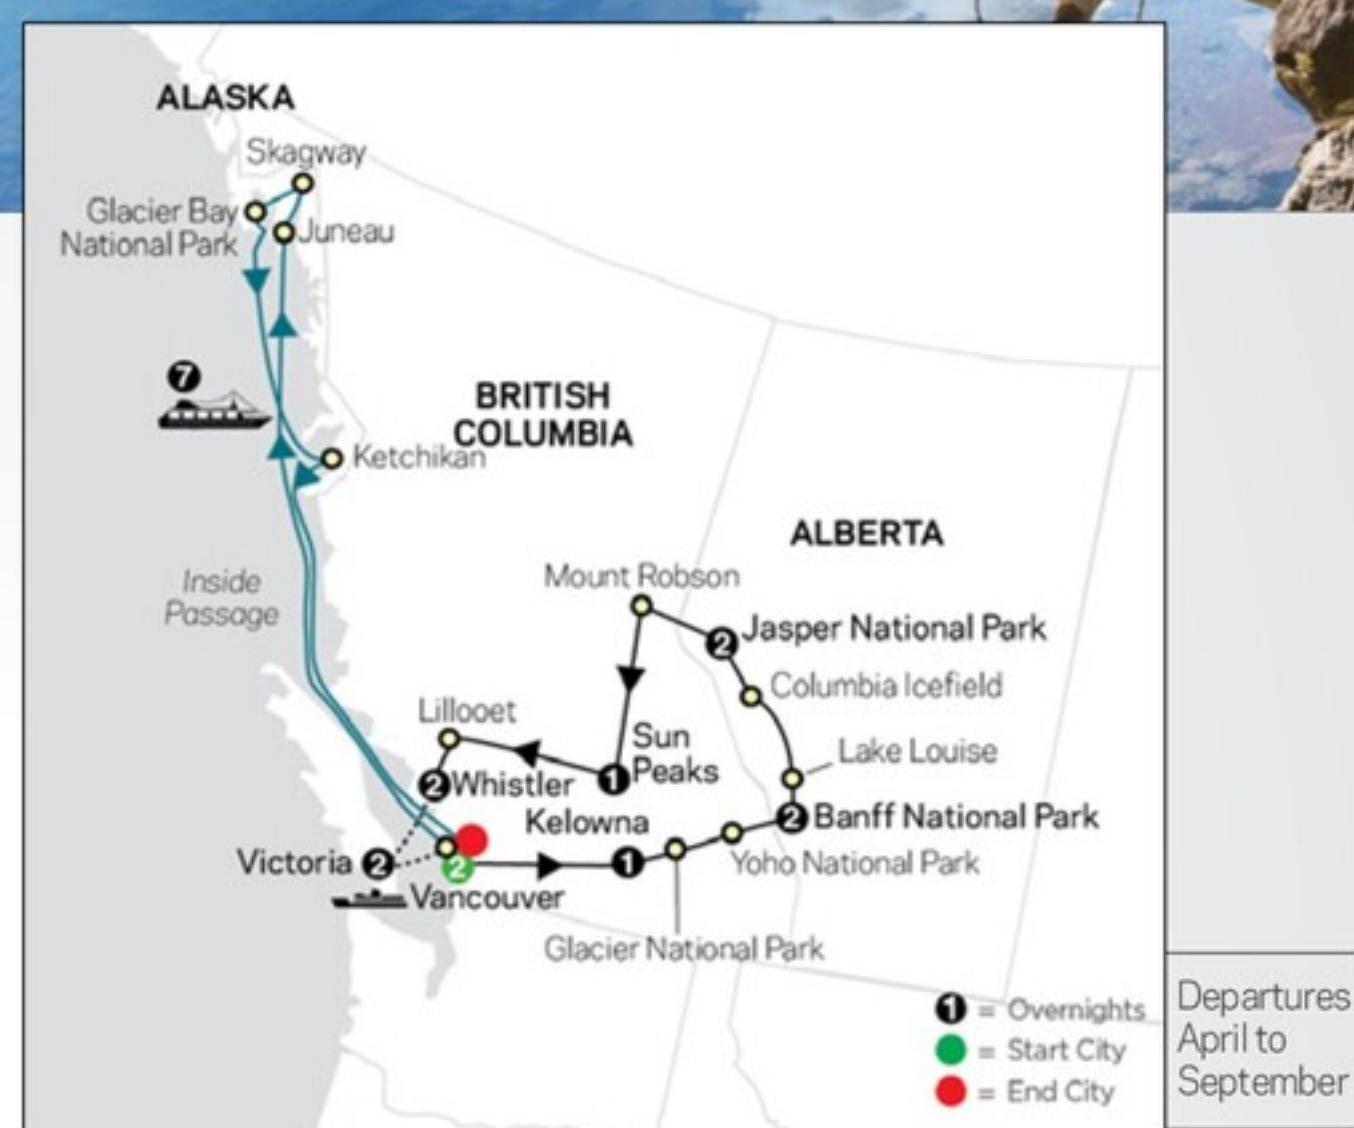 ALASKA
Skagway
Glacier Bay
National Park
Juneau
7
BRITISH
COLUMBIA
Ketchikan
ALBERTA
Inside
Passage
Mount Robson
2 Jasper National Park
Columbia Icefield
Lillooet
Sun
1 Peaks
Lake Louise
2 Whistler
Kelowna
2 Banff National Park
Victoria 2
2
1
Yoho National Park
Vancouver
Glacier National Park
1 = Overnights
= Start City
= End City
Departures
April to
September